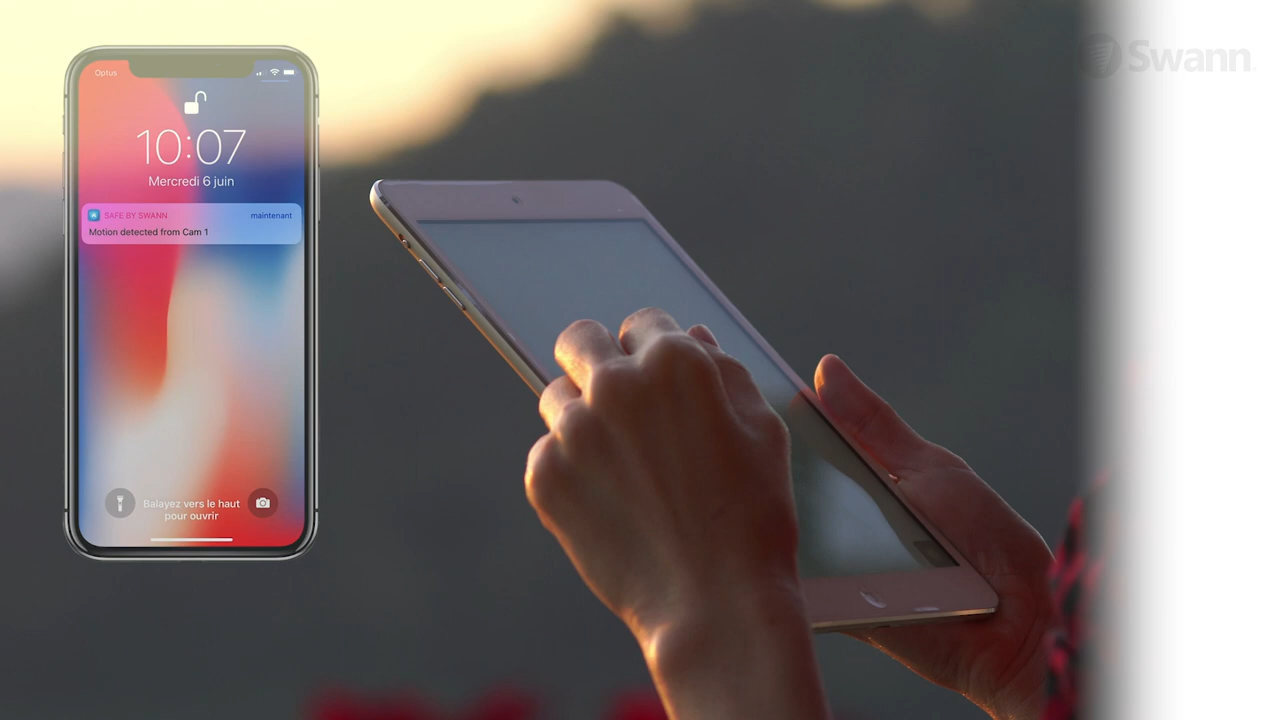 Optus
10:07
Mercredi 6 juin
SAFE BY SWANN
maintenant
Motion detected from Cam 1
Balayez vers le haut
pour ouvrir
Swann